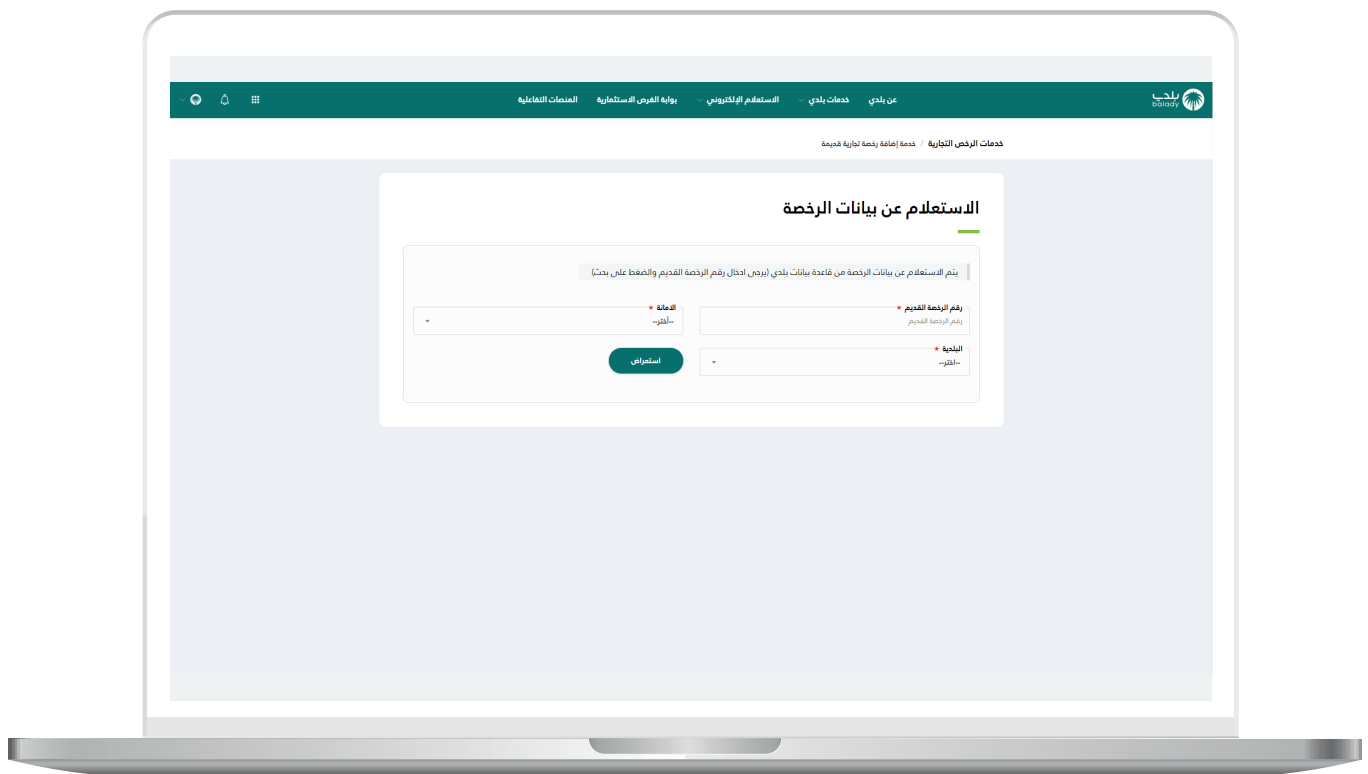 بلدي
balady
عن بلدي خدمات بلدي الاستعلام الإلكتروني بوابة الفرص الاستثمارية المنصات التفاعلية
خدمات الرخص التجارية / خدمة إضافة رخصة تجارية قديمة
الاستعلام عن بيانات الرخصة
يتم الاستعلام عن بيانات الرخصة من قاعدة بيانات بلدي (يرجى ادخال رقم الرخصة القديم والضغط على بحث)
رقم الرخصة القديم * الامانة *
رقم الرخصة القديم --أختر--
البلدية *
--اختر-- استعراض